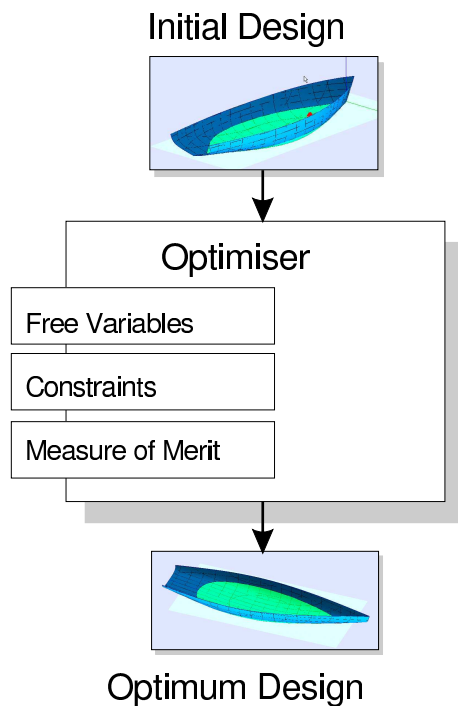 Initial Design
Optimiser
Free Variables
Constraints
Measure of Merit
Optimum Design